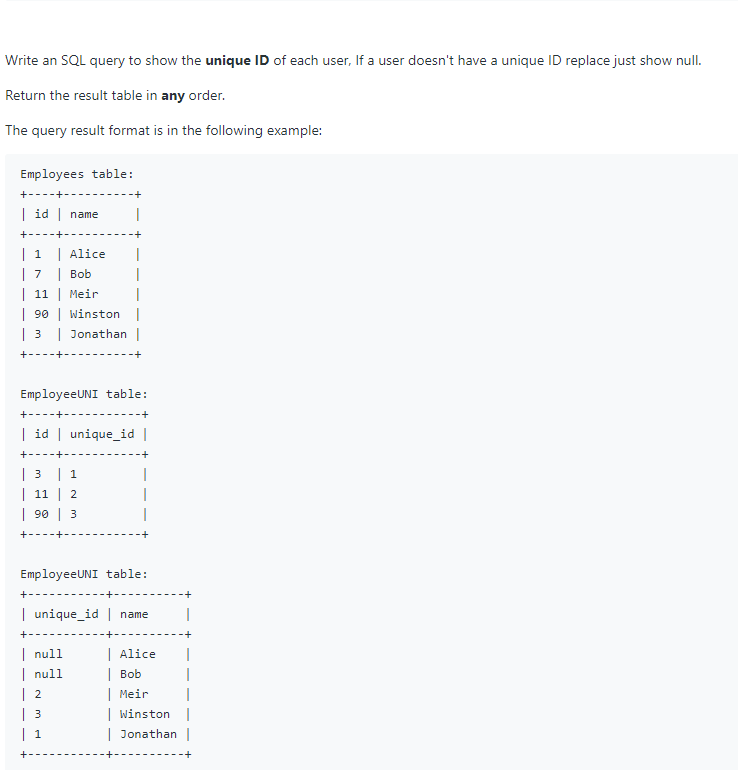 Write an SQL query to show the unique ID of each user, If a user doesn't have a unique ID replace just show null.
Return the result table in any order.
The query result format is in the following example:
Employees table:
+----+----------+
| id | name     |
+----+----------+
| 1  | Alice    |
| 7  | Bob      |
| 11 | Meir     |
| 90 | Winston  |
| 3  | Jonathan |
+----+----------+
EmployeeUNI table:
+----+-----------+
| id | unique_id |
+----+-----------+
| 3  | 1         |
| 11 | 2         |
| 90 | 3         |
+----+-----------+
EmployeeUNI table:
+-----------+----------+
| unique_id | name     |
+-----------+----------+
| null      | Alice    |
| null      | Bob      |
| 2         | Meir     |
| 3         | Winston  |
| 1         | Jonathan |
+-----------+----------+